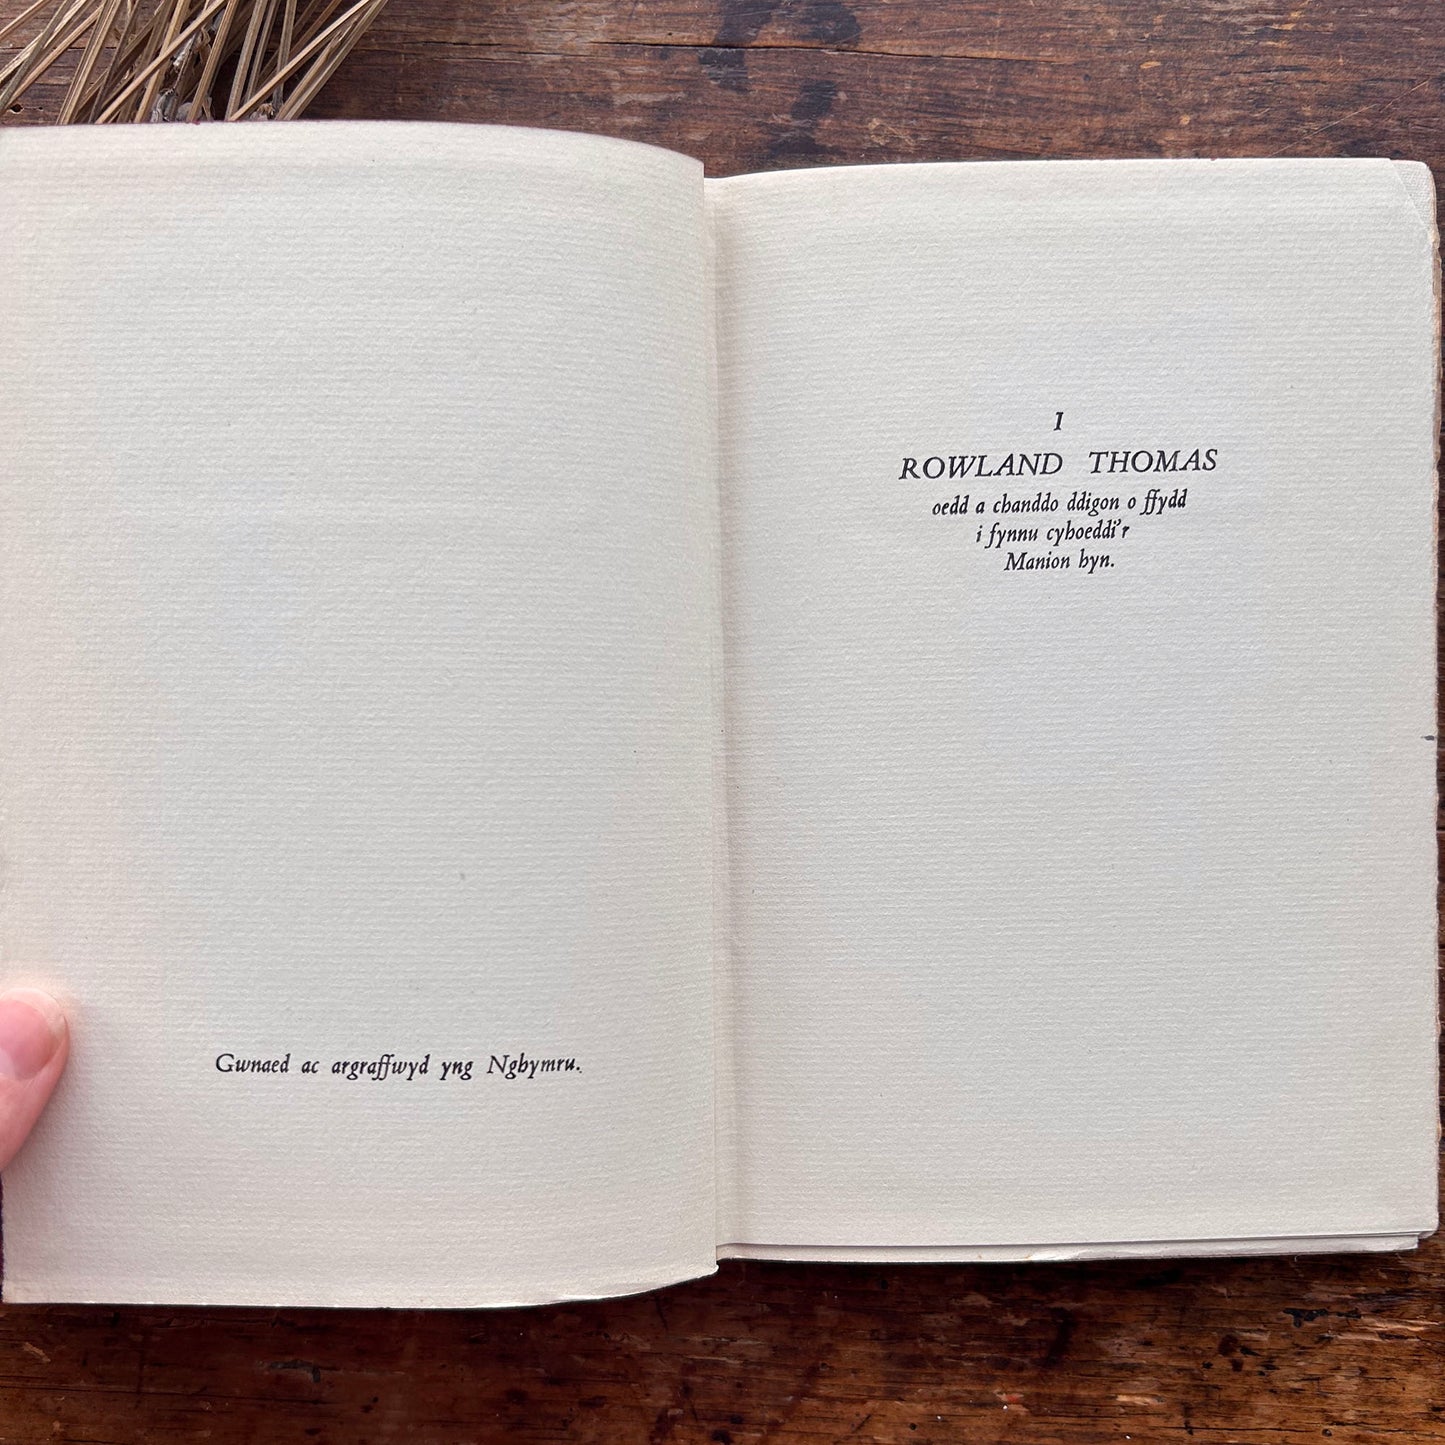 Gwnaed ac argraffwyd yng Nghymru.
I
ROWLAND THOMAS
oedd a chanddo ddigon o ffydd
i fynnu cyhoeddi'r
Manion hyn.